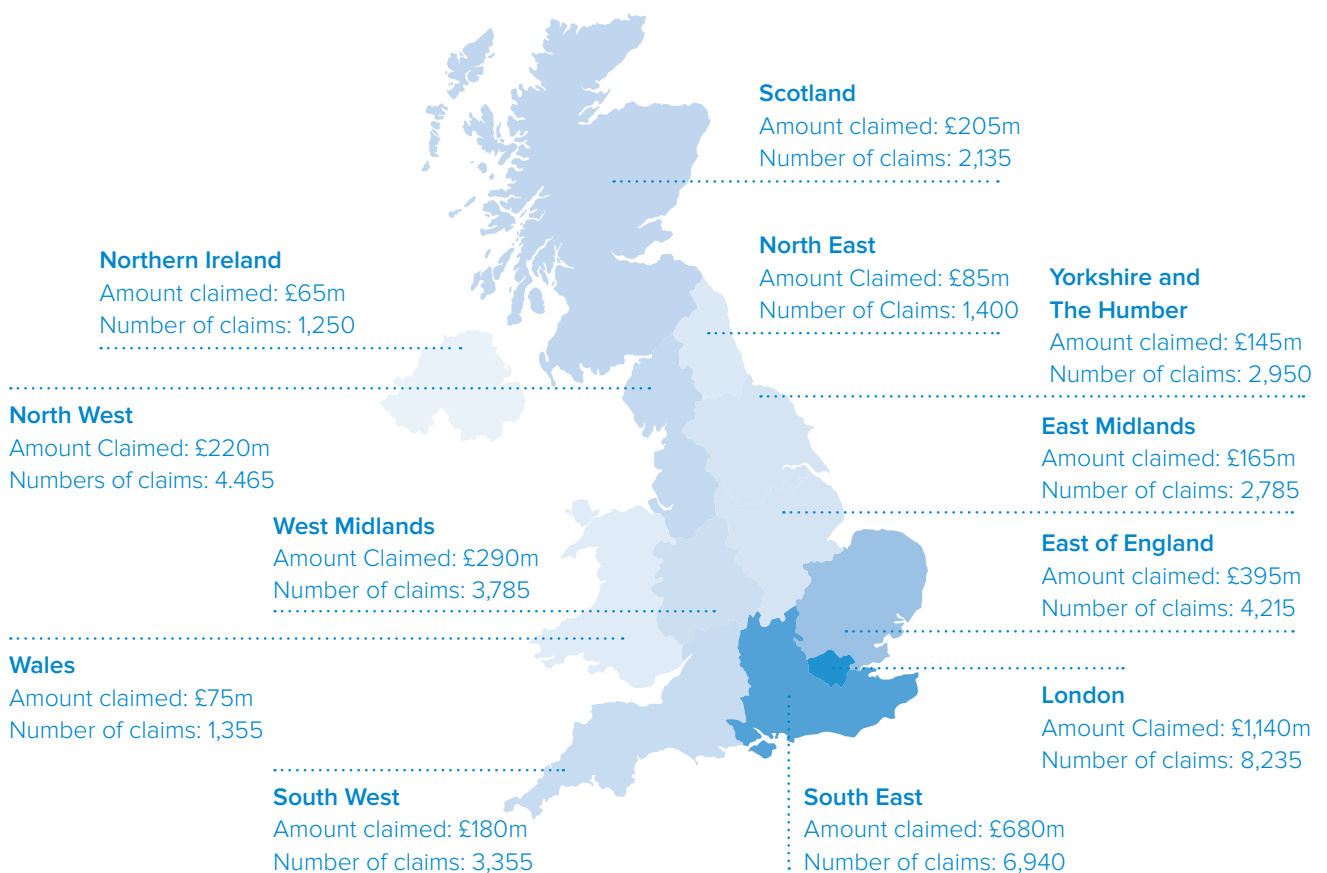 Scotland
Amount claimed: £205m
Number of claims: 2,135
North East
Amount Claimed: £85m
Number of Claims: 1,400
Northern Ireland
Amount claimed: £65m
Number of claims: 1,250
Yorkshire and
The Humber
Amount claimed: £145m
Number of claims: 2,950
North West
Amount Claimed: £220m
Numbers of claims: 4.465
East Midlands
Amount claimed: £165m
Number of claims: 2,785
West Midlands
Amount Claimed: £290m
Number of claims: 3,785
East of England
Amount claimed: £395m
Number of claims: 4,215
Wales
Amount claimed: £75m
Number of claims: 1,355
London
Amount Claimed: £1,140m
Number of claims: 8,235
South West
Amount claimed: £180m
Number of claims: 3,355
South East
Amount claimed: £680m
Number of claims: 6,940